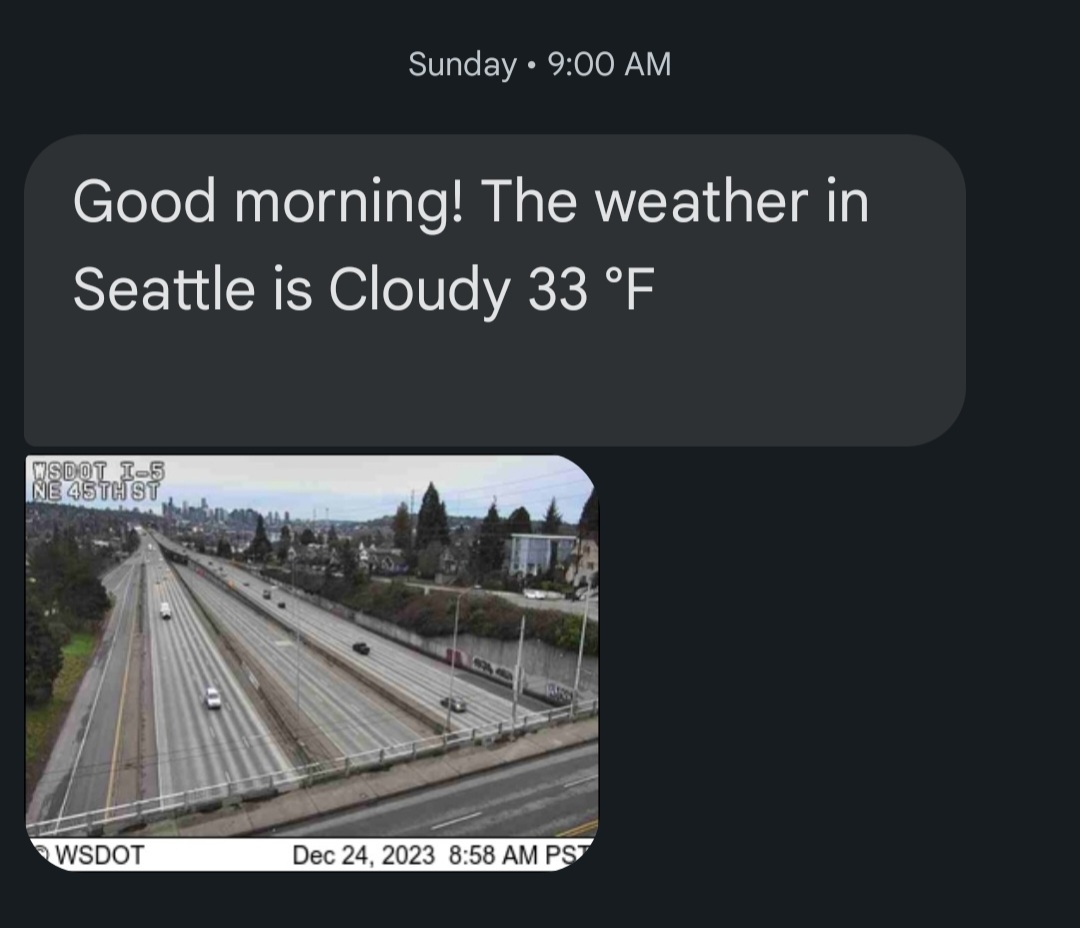 Sunday • 9:00 AM
Good morning! The weather in
Seattle is Cloudy 33 °F
WSDOT I-5
NE 45TH ST
© WSDOT Dec 24, 2023 8:58 AM PST